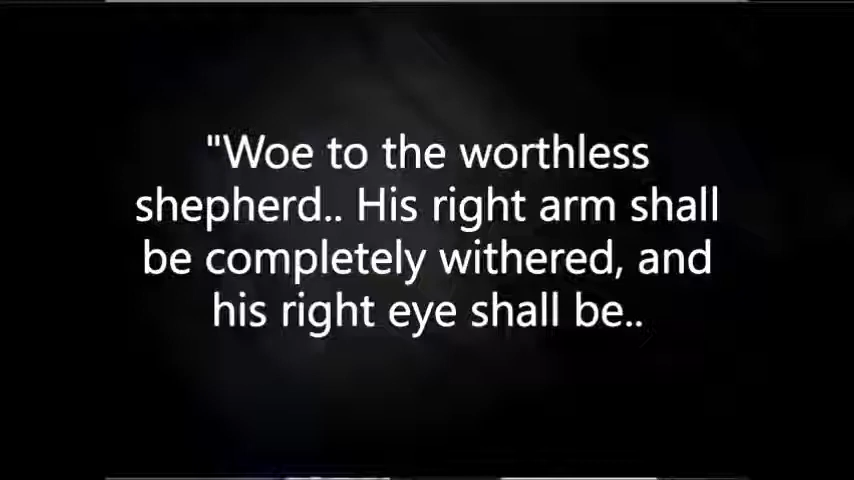 "Woe to the worthless
shepherd.. His right arm shall
be completely withered, and
his right eye shall be..